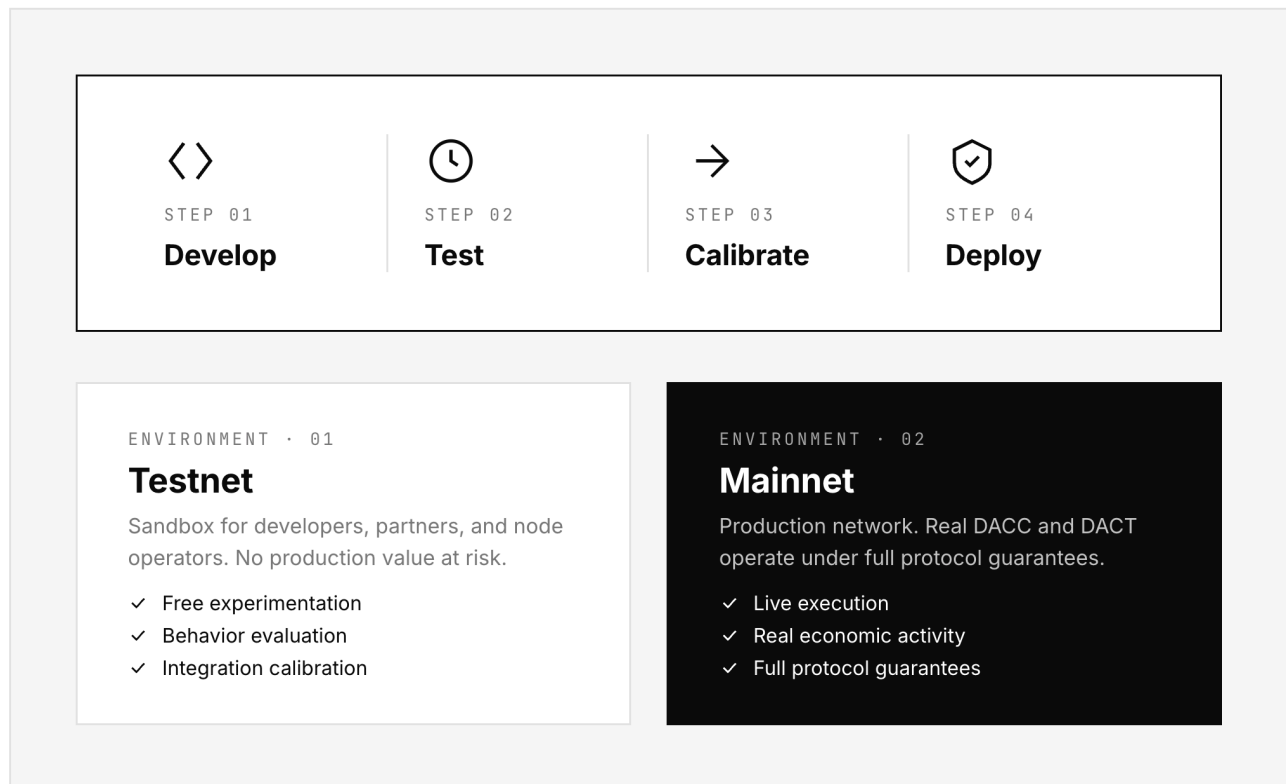 STEP 01
Develop
STEP 02
Test
STEP 03
Calibrate
STEP 04
Deploy
ENVIRONMENT · 01
Testnet
Sandbox for developers, partners, and node
operators. No production value at risk.
Free experimentation
Behavior evaluation
Integration calibration
ENVIRONMENT · 02
Mainnet
Production network. Real DACC and DACT
operate under full protocol guarantees.
Live execution
Real economic activity
Full protocol guarantees